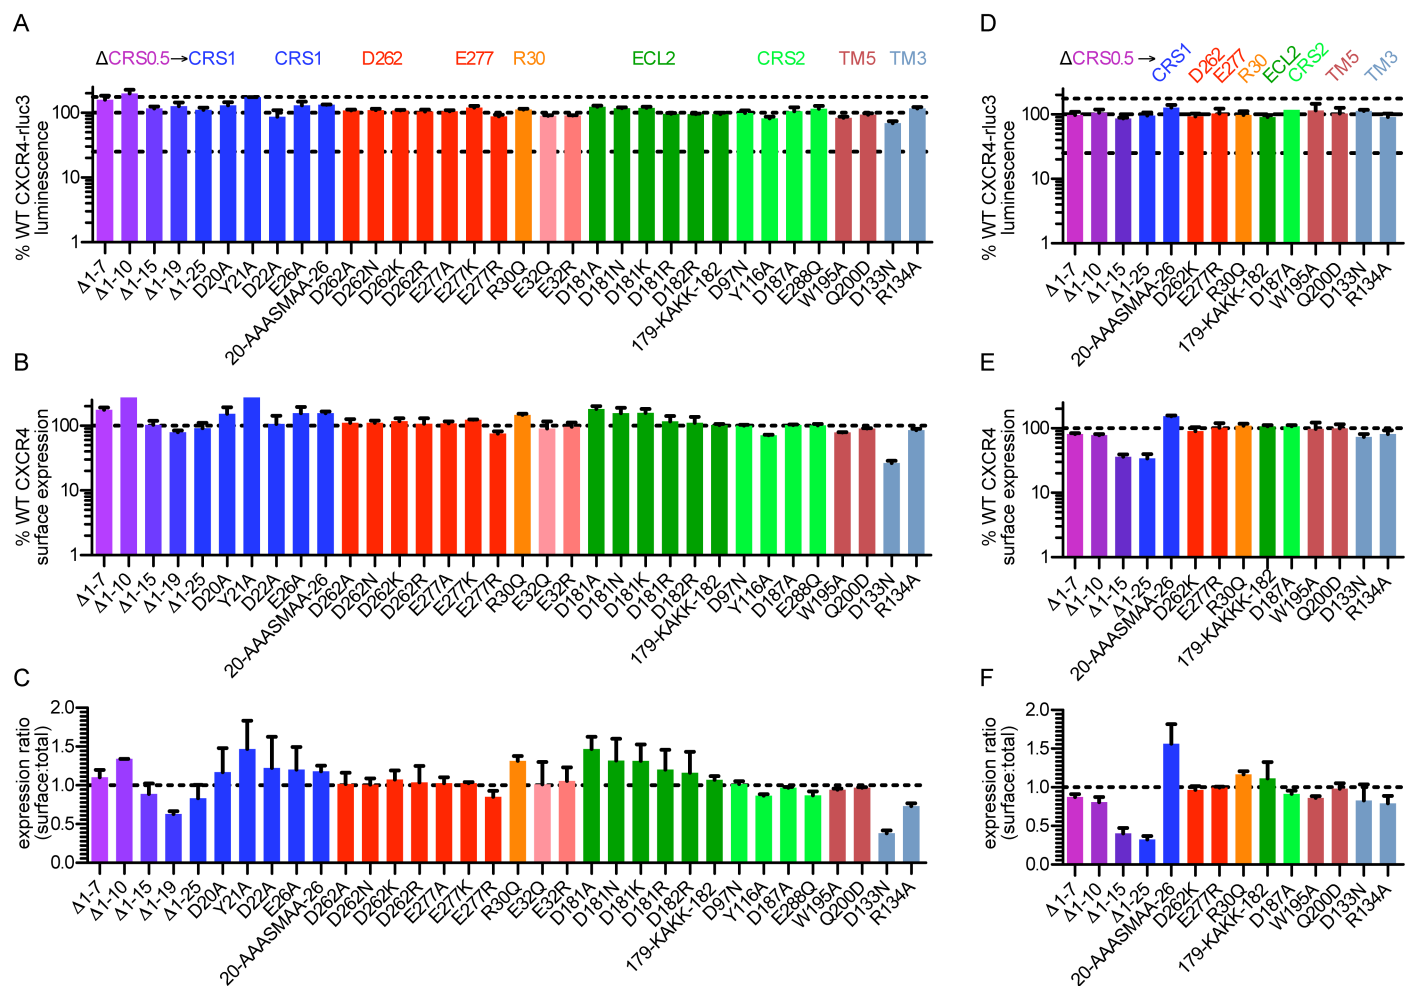 A
ΔCRS0.5→CRS1 CRS1 D262 E277 R30 ECL2 CRS2 TM5 TM3
% WT CXCR4-rluc3
luminescence
100
10
1
Δ1-7 Δ1-10 Δ1-15 Δ1-19 Δ1-25 D20A Y21A D22A E26A 20-AAASMAA-26 D262A D262N D262K D262R E277A E277K E277R R30Q E32Q E32R D181A D181N D181K D181R D182R 179-KAKK-182 D97N Y116A D187A E288Q W195A Q200D D133N R134A
B
% WT CXCR4
surface expression
100
10
1
Δ1-7 Δ1-10 Δ1-15 Δ1-19 Δ1-25 D20A Y21A D22A E26A 20-AAASMAA-26 D262A D262N D262K D262R E277A E277K E277R R30Q E32Q E32R D181A D181N D181K D181R D182R 179-KAKK-182 D97N Y116A D187A E288Q W195A Q200D D133N R134A
C
expression ratio
(surface::total)
2.0
1.5
1.0
0.5
0.0
Δ1-7 Δ1-10 Δ1-15 Δ1-19 Δ1-25 D20A Y21A D22A E26A 20-AAASMAA-26 D262A D262N D262K D262R E277A E277K E277R R30Q E32Q E32R D181A D181N D181K D181R D182R 179-KAKK-182 D97N Y116A D187A E288Q W195A Q200D D133N R134A
D
ΔCRS0.5 → CRS1 D262 E277 R30 ECL2 CRS2 TM5 TM3
% WT CXCR4-rluc3
luminescence
100
10
1
Δ1-7 Δ1-10 Δ1-15 Δ1-25 20-AAASMAA-26 D262K E277R R30Q 179-KAKK-182 D187A W195A Q200D D133N R134A
E
% WT CXCR4
surface expression
100
10
1
Δ1-7 Δ1-10 Δ1-15 Δ1-25 20-AAASMAA-26 D262K E277R R30Q 179-KAKKK-182 D187A W195A Q200D D133N R134A
F
expression ratio
(surface::total)
2.0
1.5
1.0
0.5
0.0
Δ1-7 Δ1-10 Δ1-15 Δ1-25 20-AAASMAA-26 D262K E277R R30Q 179-KAKK-182 D187A W195A Q200D D133N R134A